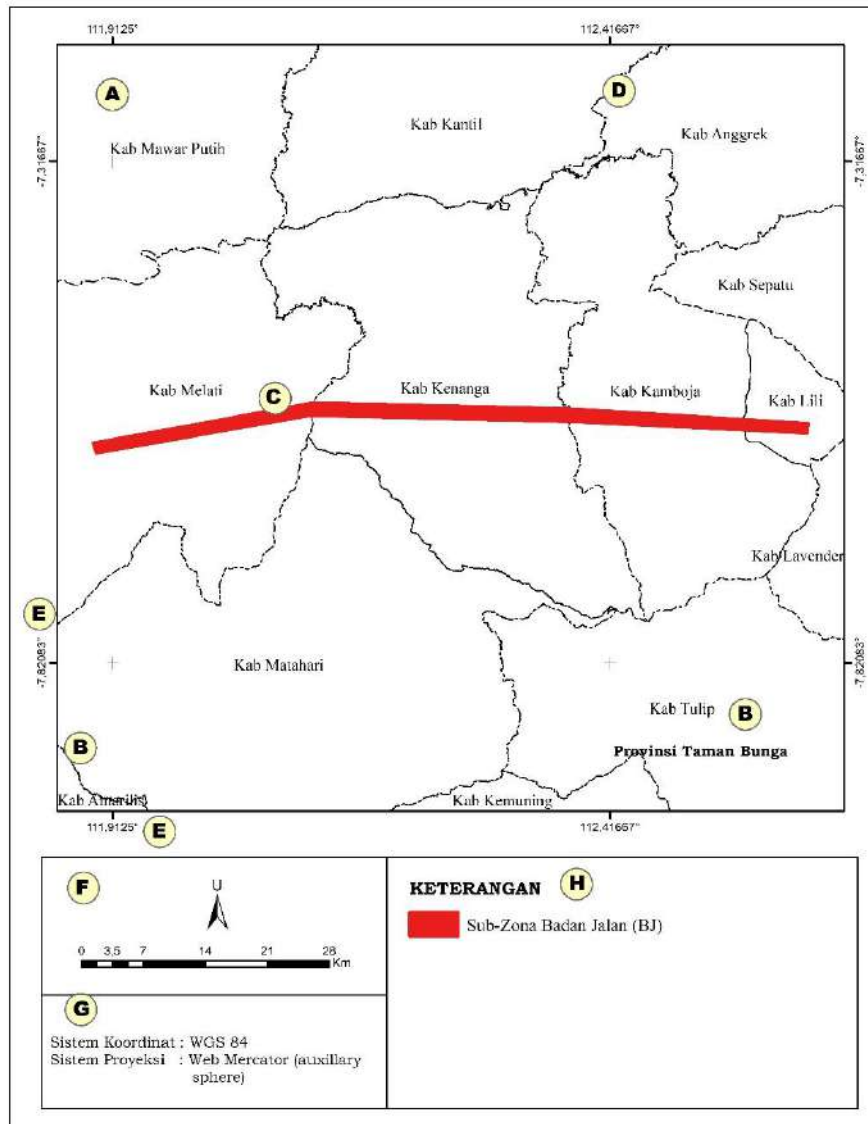 111,9125°
112,41667°
A
D
Kab Kantil
Kab Anggrek
Kab Mawar Putih
-7,31667°
-7,31667°
Kab Sepatu
Kab Melati
C
Kab Kenanga
Kab Kamboja
Kab Lili
Kab Lavender
E
-7,82083°
-7,82083°
Kab Matahari
Kab Tulip
B
B
Provinsi Taman Bunga
Kab Amarilis
Kab Kemuning
111,9125°
112,41667°
E
F
U
0 3,5 7 14 21 28
Km
G
Sistem Koordinat : WGS 84
Sistem Proyeksi : Web Mercator (auxillary
sphere)
KETERANGAN
H
Sub-Zona Badan Jalan (BJ)